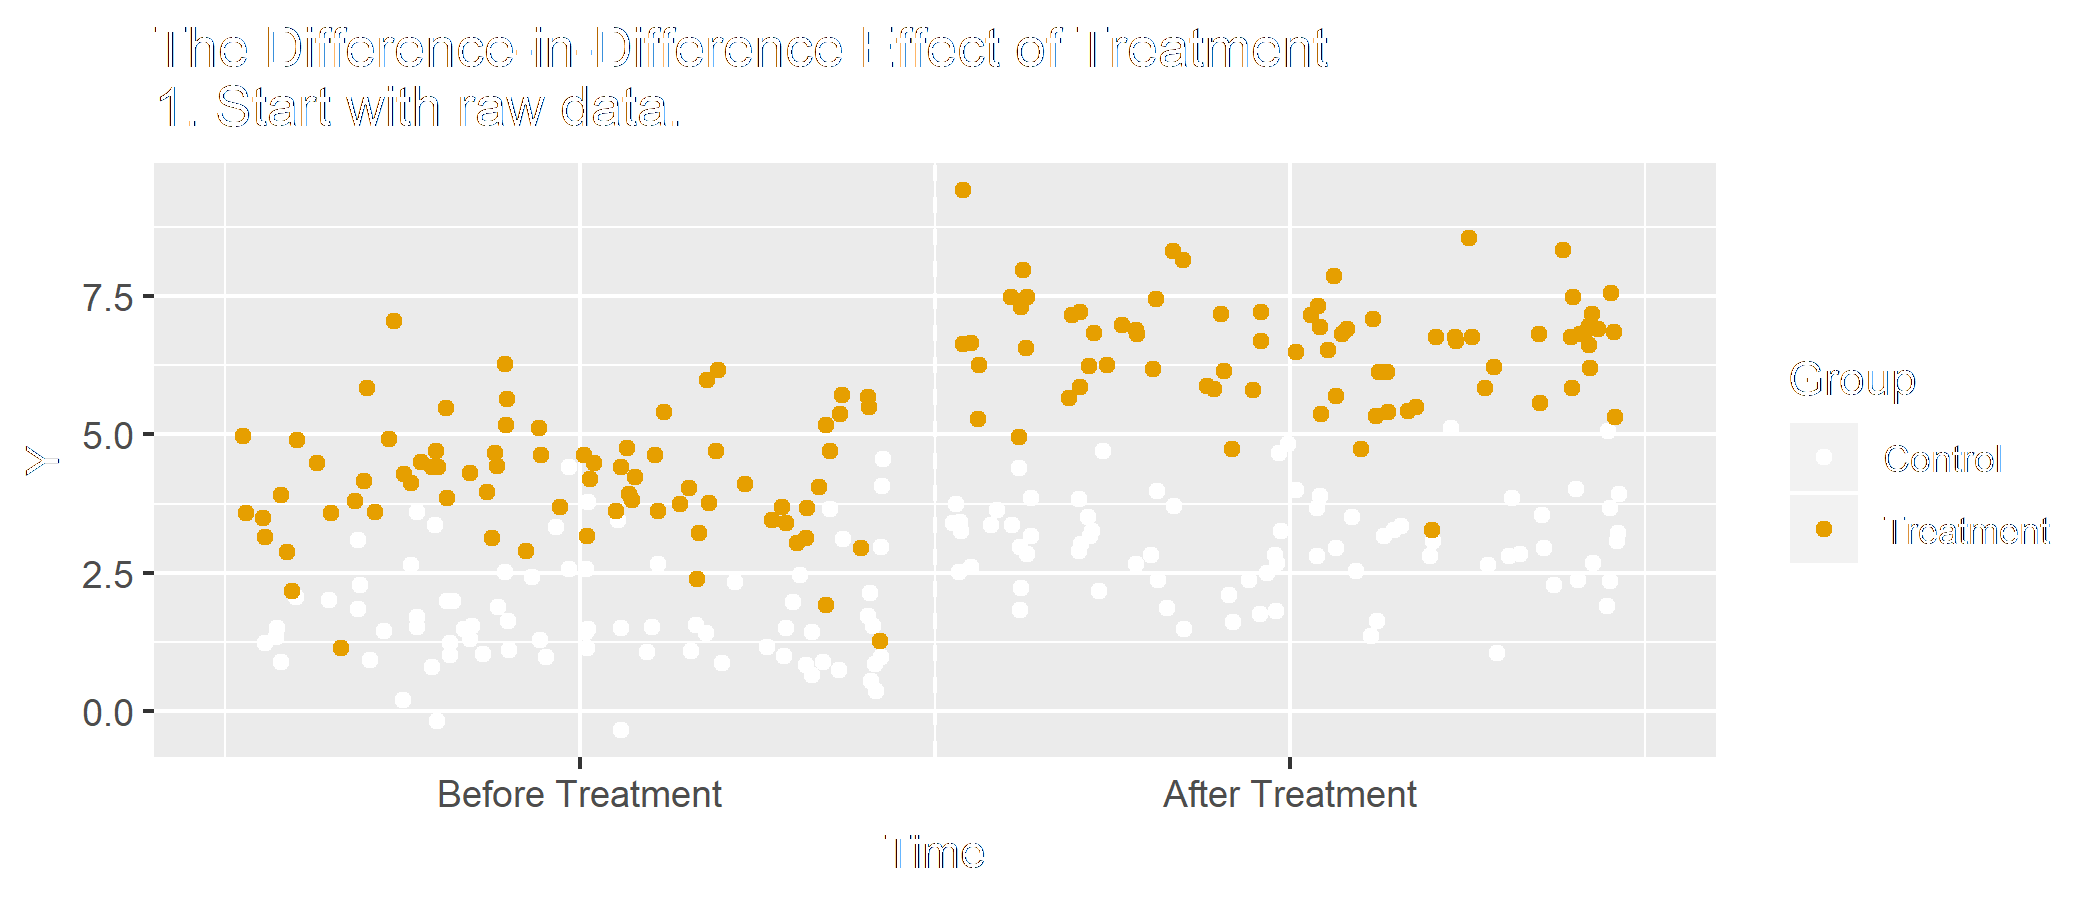 The Difference-in-Difference Effect of Treatment
1. Start with raw data.
Y
7.5
5.0
2.5
0.0
Before Treatment
After Treatment
Time
Group
Control
Treatment